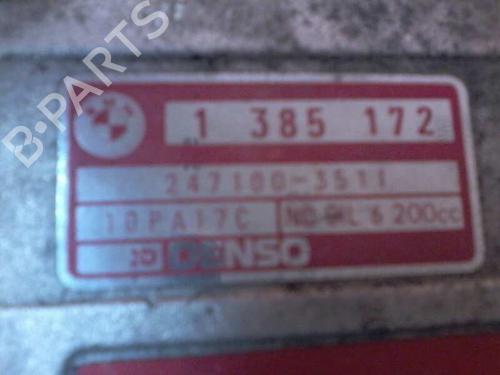 B-PARTS
1 385 172
247100-3511
10PA17C ND OIL 6 200cc
DENSO